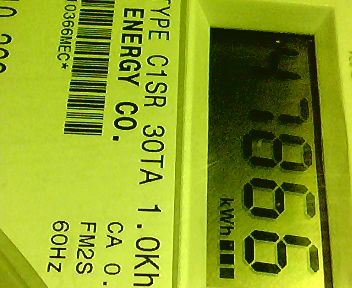 47866
kWh
TYPE C1SR 30TA 1.0Kh
ENERGY CO.
CA 0.
FM2S
60Hz
10366MEC*